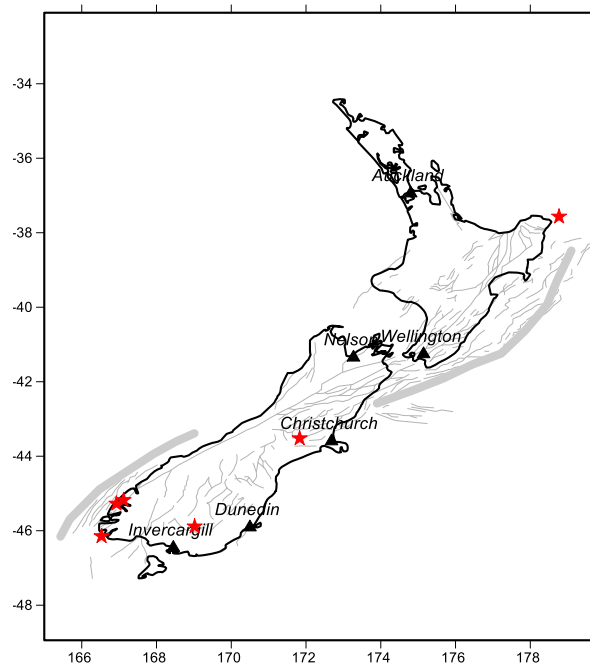 -34
-36
Auckland
-38
-40
Nelson
Wellington
-42
Christchurch
-44
Dunedin
Invercargill
-46
-48
166 168 170 172 174 176 178